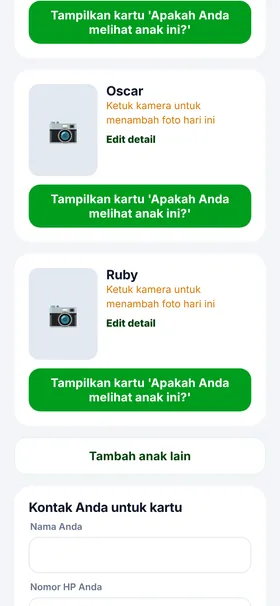 Tampilkan kartu 'Apakah Anda
melihat anak ini?'
Oscar
Ketuk kamera untuk
menambah foto hari ini
Edit detail
Tampilkan kartu 'Apakah Anda
melihat anak ini?'
Ruby
Ketuk kamera untuk
menambah foto hari ini
Edit detail
Tampilkan kartu 'Apakah Anda
melihat anak ini?'
Tambah anak lain
Kontak Anda untuk kartu
Nama Anda
Nomor HP Anda